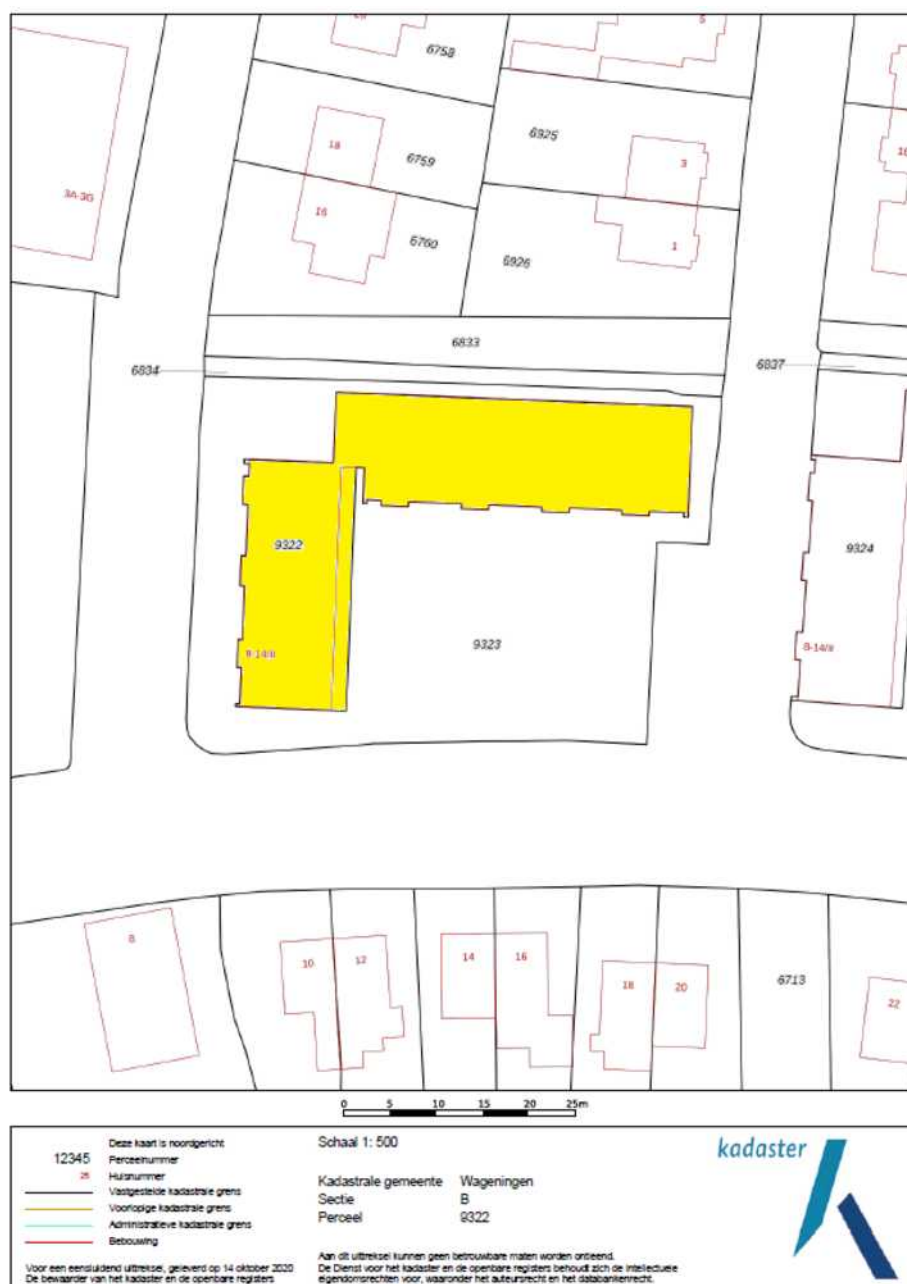 5
6758
18
6759
6925
3
3A-3G
16
6760
6926
1
6833
6834
6837
9322
9323
9324
8
10
12
14
16
18
20
6713
22
0 5 10 15 20 25m
Deze kaart is noordgericht
12345 Perceelnummer
25 Huisnummer
Vastgestelde kadastrale grens
Voorlopige kadastrale grens
Administratieve kadastrale grens
Bebouwing
Voor een eensluidend uittreksel, geleverd op 14 oktober 2020
De bewaarder van het kadaster en de openbare registers
Schaal 1: 500
Kadastrale gemeente Wageningen
Sectie B
Perceel 9322
Aan dit uittreksel kunnen geen betrouwbare maten worden ontleend.
De Dienst voor het kadaster en de openbare registers behoudt zich de intellectuele
eigendomsrechten voor, waaronder het auteursrecht en het databankenrecht.
kadaster